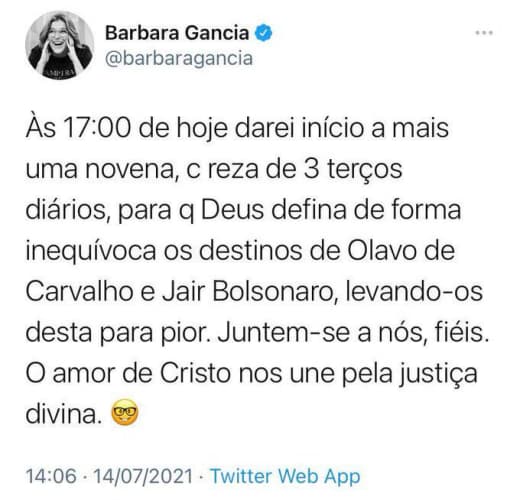 Barbara Gancia
@barbaragancia
Às 17:00 de hoje darei início a mais
uma novena, c reza de 3 terços
diários, para q Deus defina de forma
inequívoca os destinos de Olavo de
Carvalho e Jair Bolsonaro, levando-os
desta para pior. Juntem-se a nós, fiéis.
O amor de Cristo nos une pela justiça
divina. 🤓
14:06 · 14/07/2021 · Twitter Web App